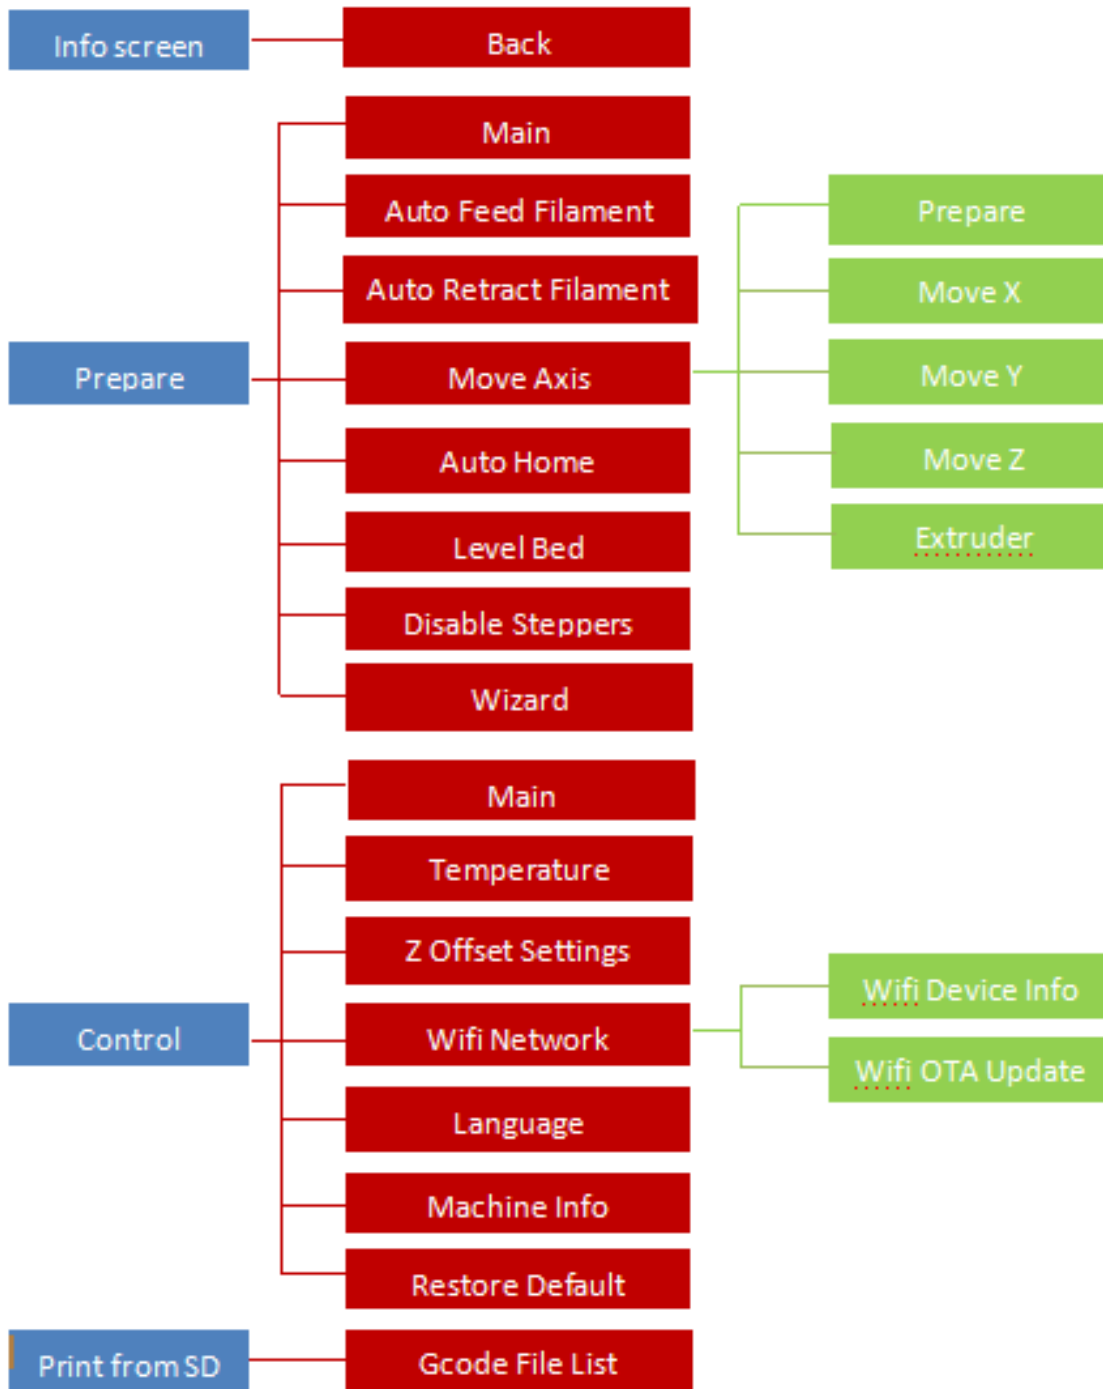 Info screen
Back
Prepare
Main
Auto Feed Filament
Auto Retract Filament
Move Axis
Prepare
Move X
Move Y
Move Z
Extruder
Auto Home
Level Bed
Disable Steppers
Wizard
Control
Main
Temperature
Z Offset Settings
Wifi Network
Wifi Device Info
Wifi OTA Update
Language
Machine Info
Restore Default
Print from SD
Gcode File List